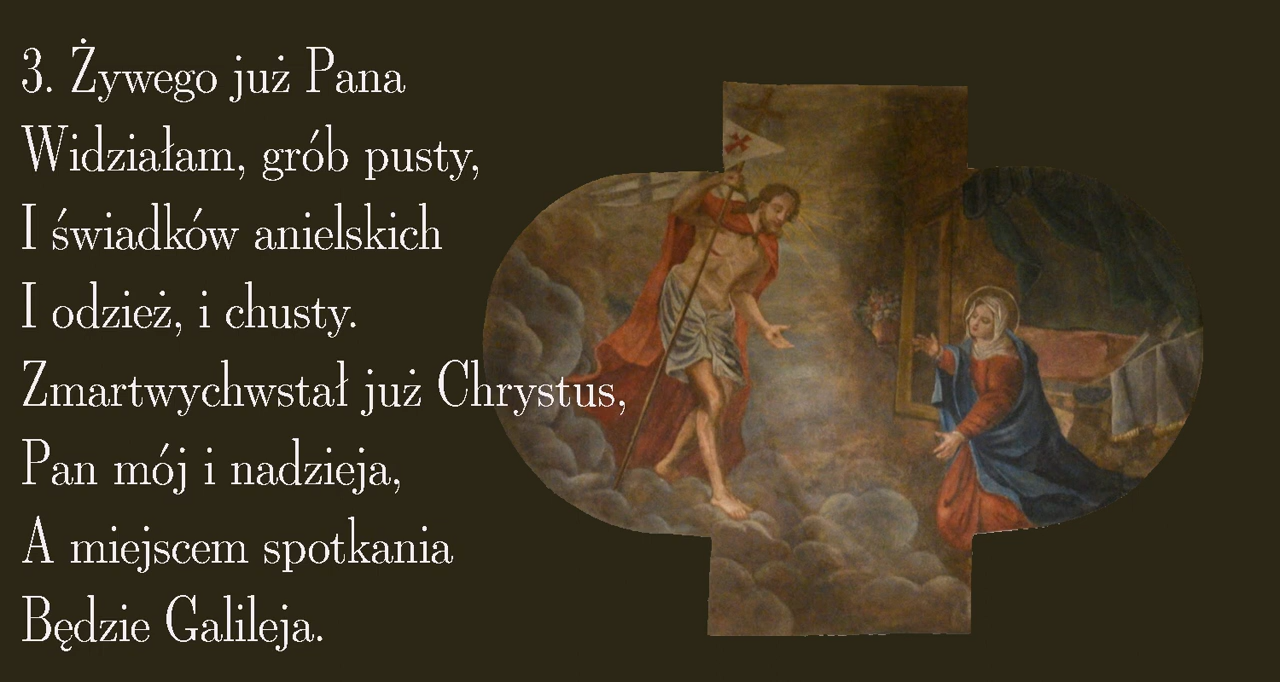 3. Żywego już Pana
Widziałam, grób pusty,
I świadków anielskich
I odzież, i chusty.
Zmartwychwstał już Chrystus,
Pan mój i nadzieja,
A miejscem spotkania
Będzie Galileja.